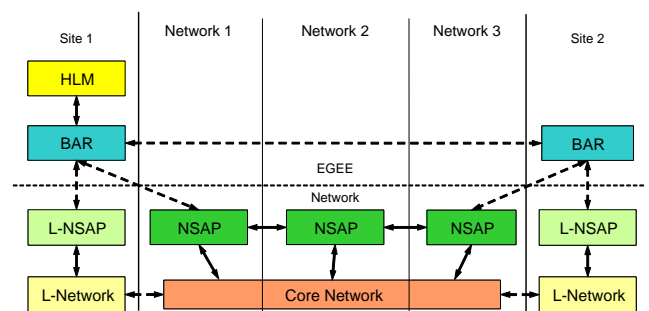 Site 1
Network 1
Network 2
Network 3
Site 2
HLM
BAR
BAR
EGEE
Network
L-NSAP
NSAP
NSAP
NSAP
L-NSAP
L-Network
Core Network
L-Network